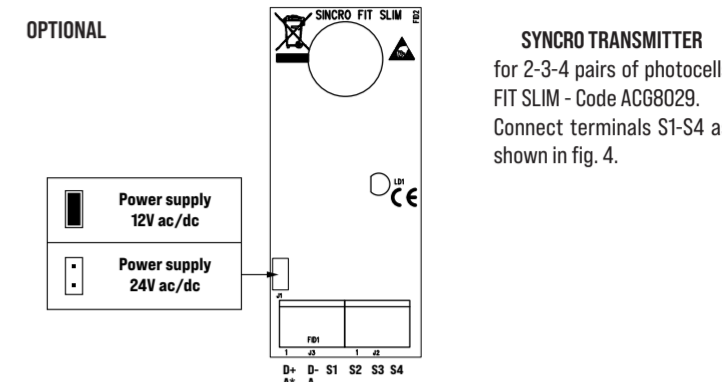 OPTIONAL
SINCRO FIT SLIM
FID2
SYNCRO TRANSMITTER
for 2-3-4 pairs of photocell
FIT SLIM - Code ACG8029.
Connect terminals S1-S4 a
shown in fig. 4.
LD1
CE
Power supply
12V ac/dc
Power supply
24V ac/dc
J1
FID1
1 J3 1 J2
D+ D- S1 S2 S3 S4